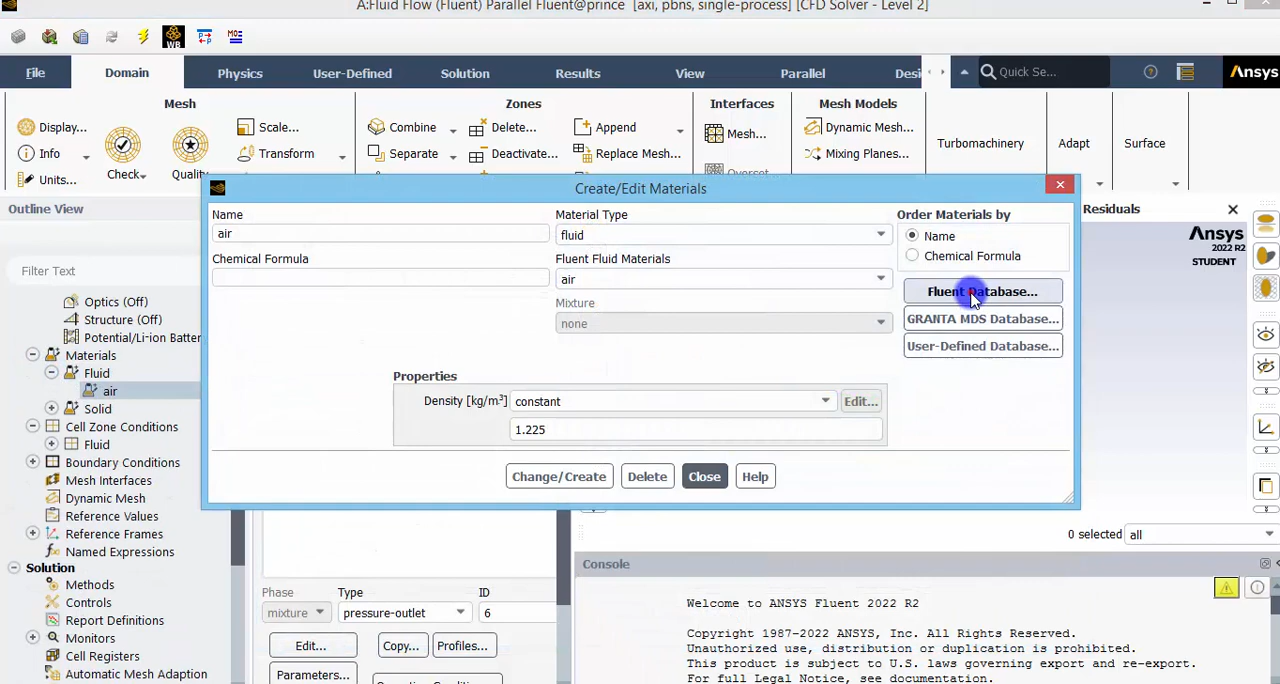 A:Fluid Flow (Fluent) Parallel Fluent@prince [axi, pbns, single-process] [CFD Solver - Level 2]
WB
File Domain Physics User-Defined Solution Results View Parallel Desi Quick Se... Ansys
Mesh Zones Interfaces Mesh Models
Display... Scale... Combine Delete... Append Mesh... Dynamic Mesh...
Info Transform Separate Deactivate... Replace Mesh... Mixing Planes... Turbomachinery Adapt Surface
Units... Check Quality Overset...
Outline View
Create/Edit Materials
Residuals
Name
air
Material Type
fluid
Order Materials by
Name
Chemical Formula
Chemical Formula
Fluent Fluid Materials
air
Mixture
none
Fluent Database...
GRANTA MDS Database...
User-Defined Database...
Properties
Density [kg/m³] constant Edit...
1.225
Change/Create Delete Close Help
Ansys
2022 R2
STUDENT
Filter Text
Optics (Off)
Structure (Off)
Potential/Li-ion Batter
Materials
Fluid
air
Solid
Cell Zone Conditions
Fluid
Boundary Conditions
Mesh Interfaces
Dynamic Mesh
Reference Values
Reference Frames
Named Expressions
Solution
Methods
Controls
Report Definitions
Monitors
Cell Registers
Automatic Mesh Adaption
Phase Type ID
mixture pressure-outlet 6
Edit... Copy... Profiles...
Parameters...
0 selected all
Console
Welcome to ANSYS Fluent 2022 R2
Copyright 1987-2022 ANSYS, Inc. All Rights Reserved.
Unauthorized use, distribution or duplication is prohibited.
This product is subject to U.S. laws governing export and re-export.
For full Legal Notice, see documentation.